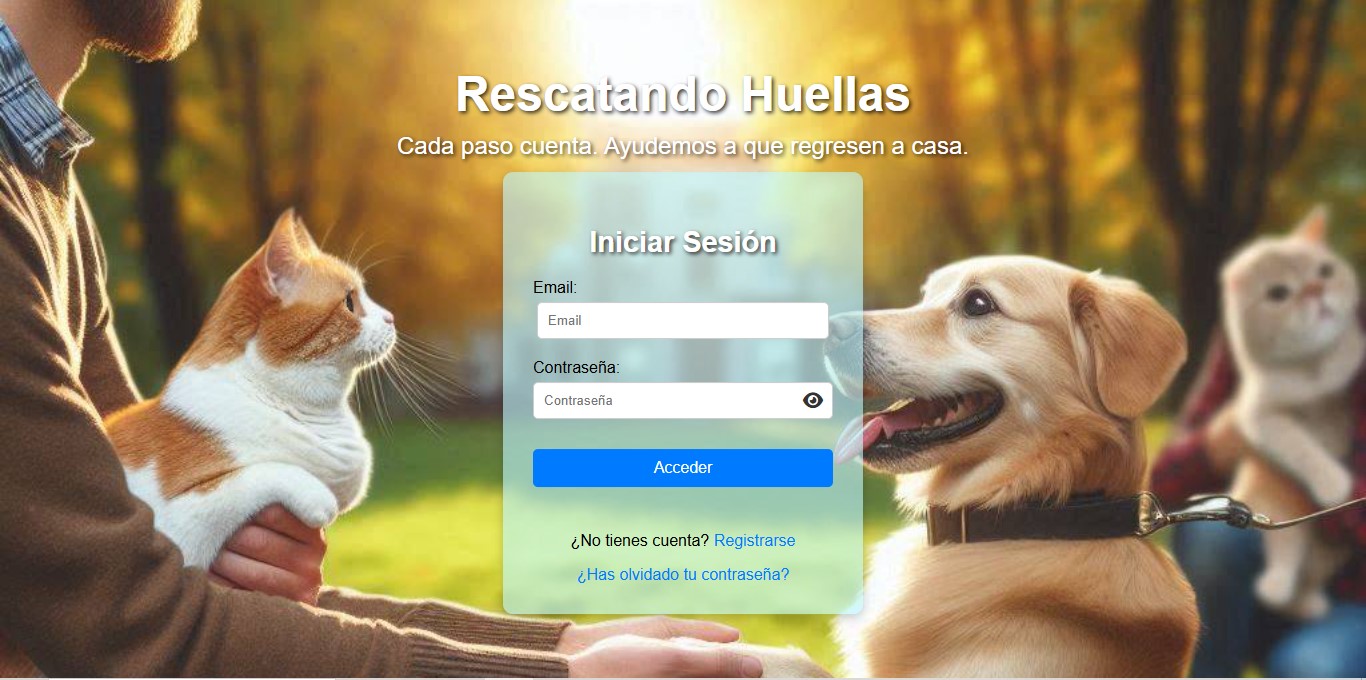 Rescatando Huellas
Cada paso cuenta. Ayudemos a que regresen a casa.
Iniciar Sesión
Email:
Email
Contraseña:
Contraseña
Acceder
¿No tienes cuenta? Registrarse
¿Has olvidado tu contraseña?